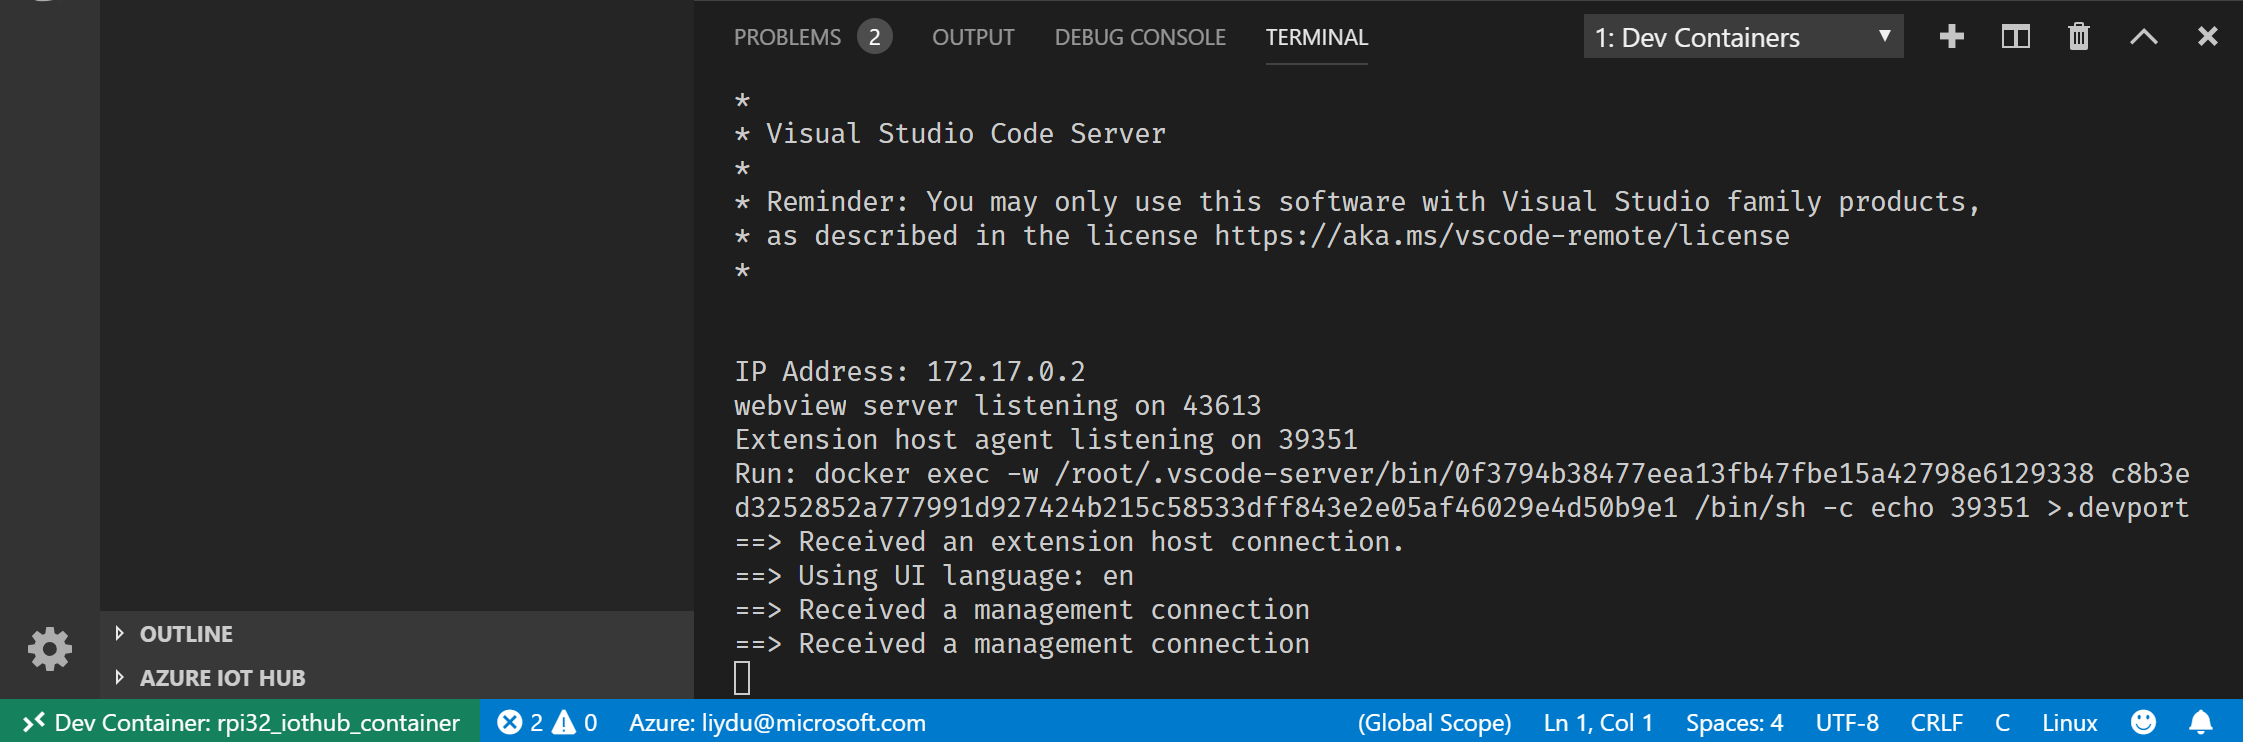 PROBLEMS 2 OUTPUT DEBUG CONSOLE TERMINAL 1: Dev Containers
*
* Visual Studio Code Server
*
* Reminder: You may only use this software with Visual Studio family products,
* as described in the license https://aka.ms/vscode-remote/license
*
IP Address: 172.17.0.2
webview server listening on 43613
Extension host agent listening on 39351
Run: docker exec -w /root/.vscode-server/bin/0f3794b38477eea13fb47fbe15a42798e6129338 c8b3e
d3252852a777991d927424b215c58533dff843e2e05af46029e4d50b9e1 /bin/sh -c echo 39351 >.devport
==> Received an extension host connection.
==> Using UI language: en
==> Received a management connection
==> Received a management connection
OUTLINE
AZURE IOT HUB
Dev Container: rpi32_iothub_container 2 0 Azure: liydu@microsoft.com (Global Scope) Ln 1, Col 1 Spaces: 4 UTF-8 CRLF C Linux